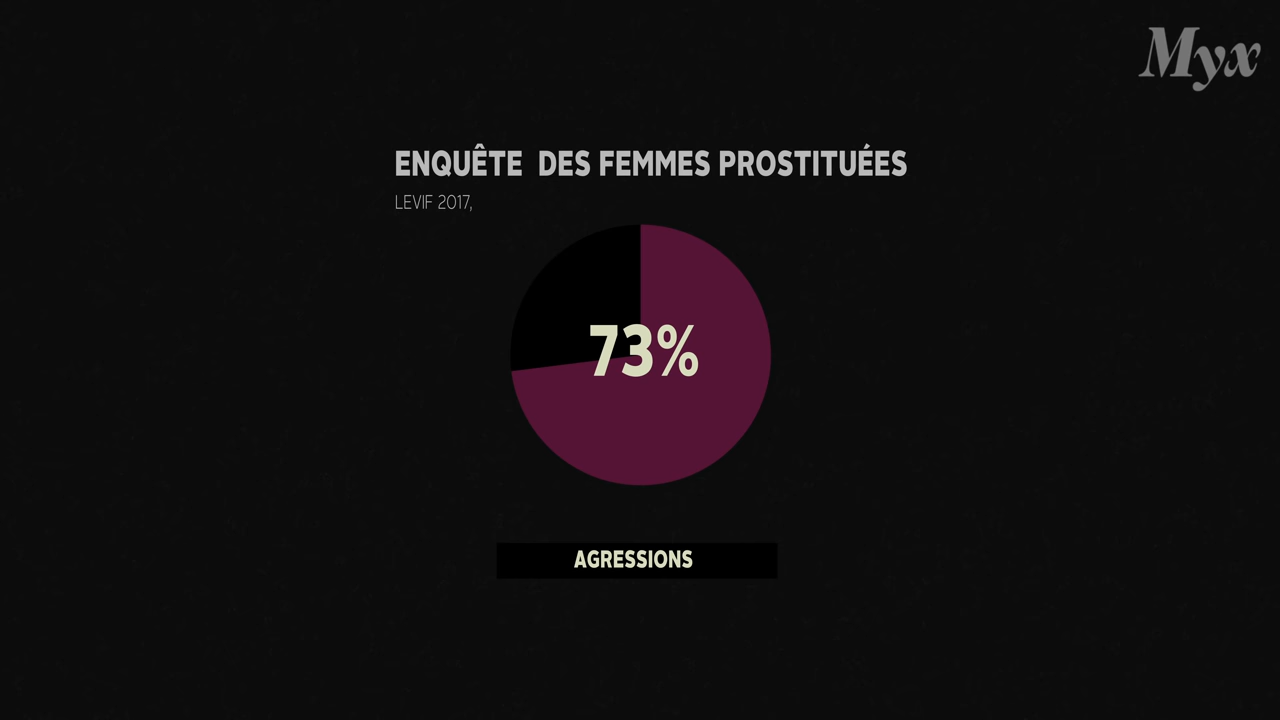 Myx
ENQUÊTE DES FEMMES PROSTITUÉES
LEVIF 2017,
73%
AGRESSIONS